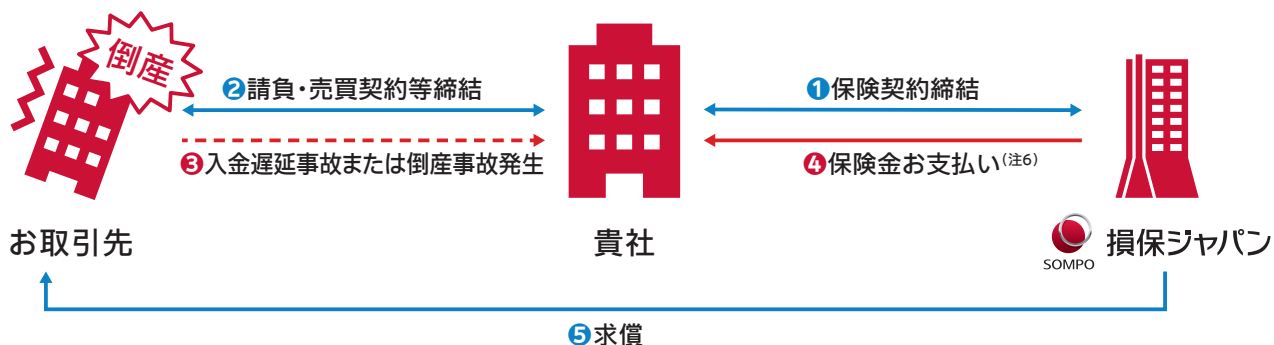 倒産
❷請負・売買契約等締結
❶保険契約締結
❸入金遅延事故または倒産事故発生
❹保険金お支払い(注6)
お取引先
貴社
SOMPO
損保ジャパン
❺求償